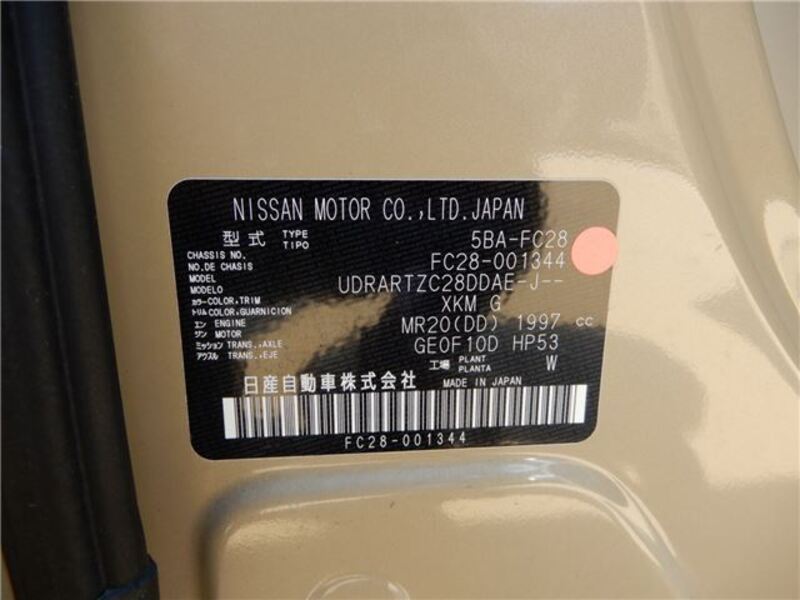 NISSAN MOTOR CO.,LTD.JAPAN
型式 TYPE TIPO 5BA-FC28
CHASSIS NO.
NO.DE CHASIS FC28-001344
MODEL
MODELO UDRARTZC28DDAE-J--
カラー COLOR,TRIM
トリム COLOR,GUARNICION XKM G
エンジン ENGINE MOTOR MR20(DD) 1997 cc
ミッション TRANS.,AXLE
アクスル TRANS.,EJE GE0F10D HP53
工場 PLANT PLANTA W
日産自動車株式会社 MADE IN JAPAN
FC28-001344